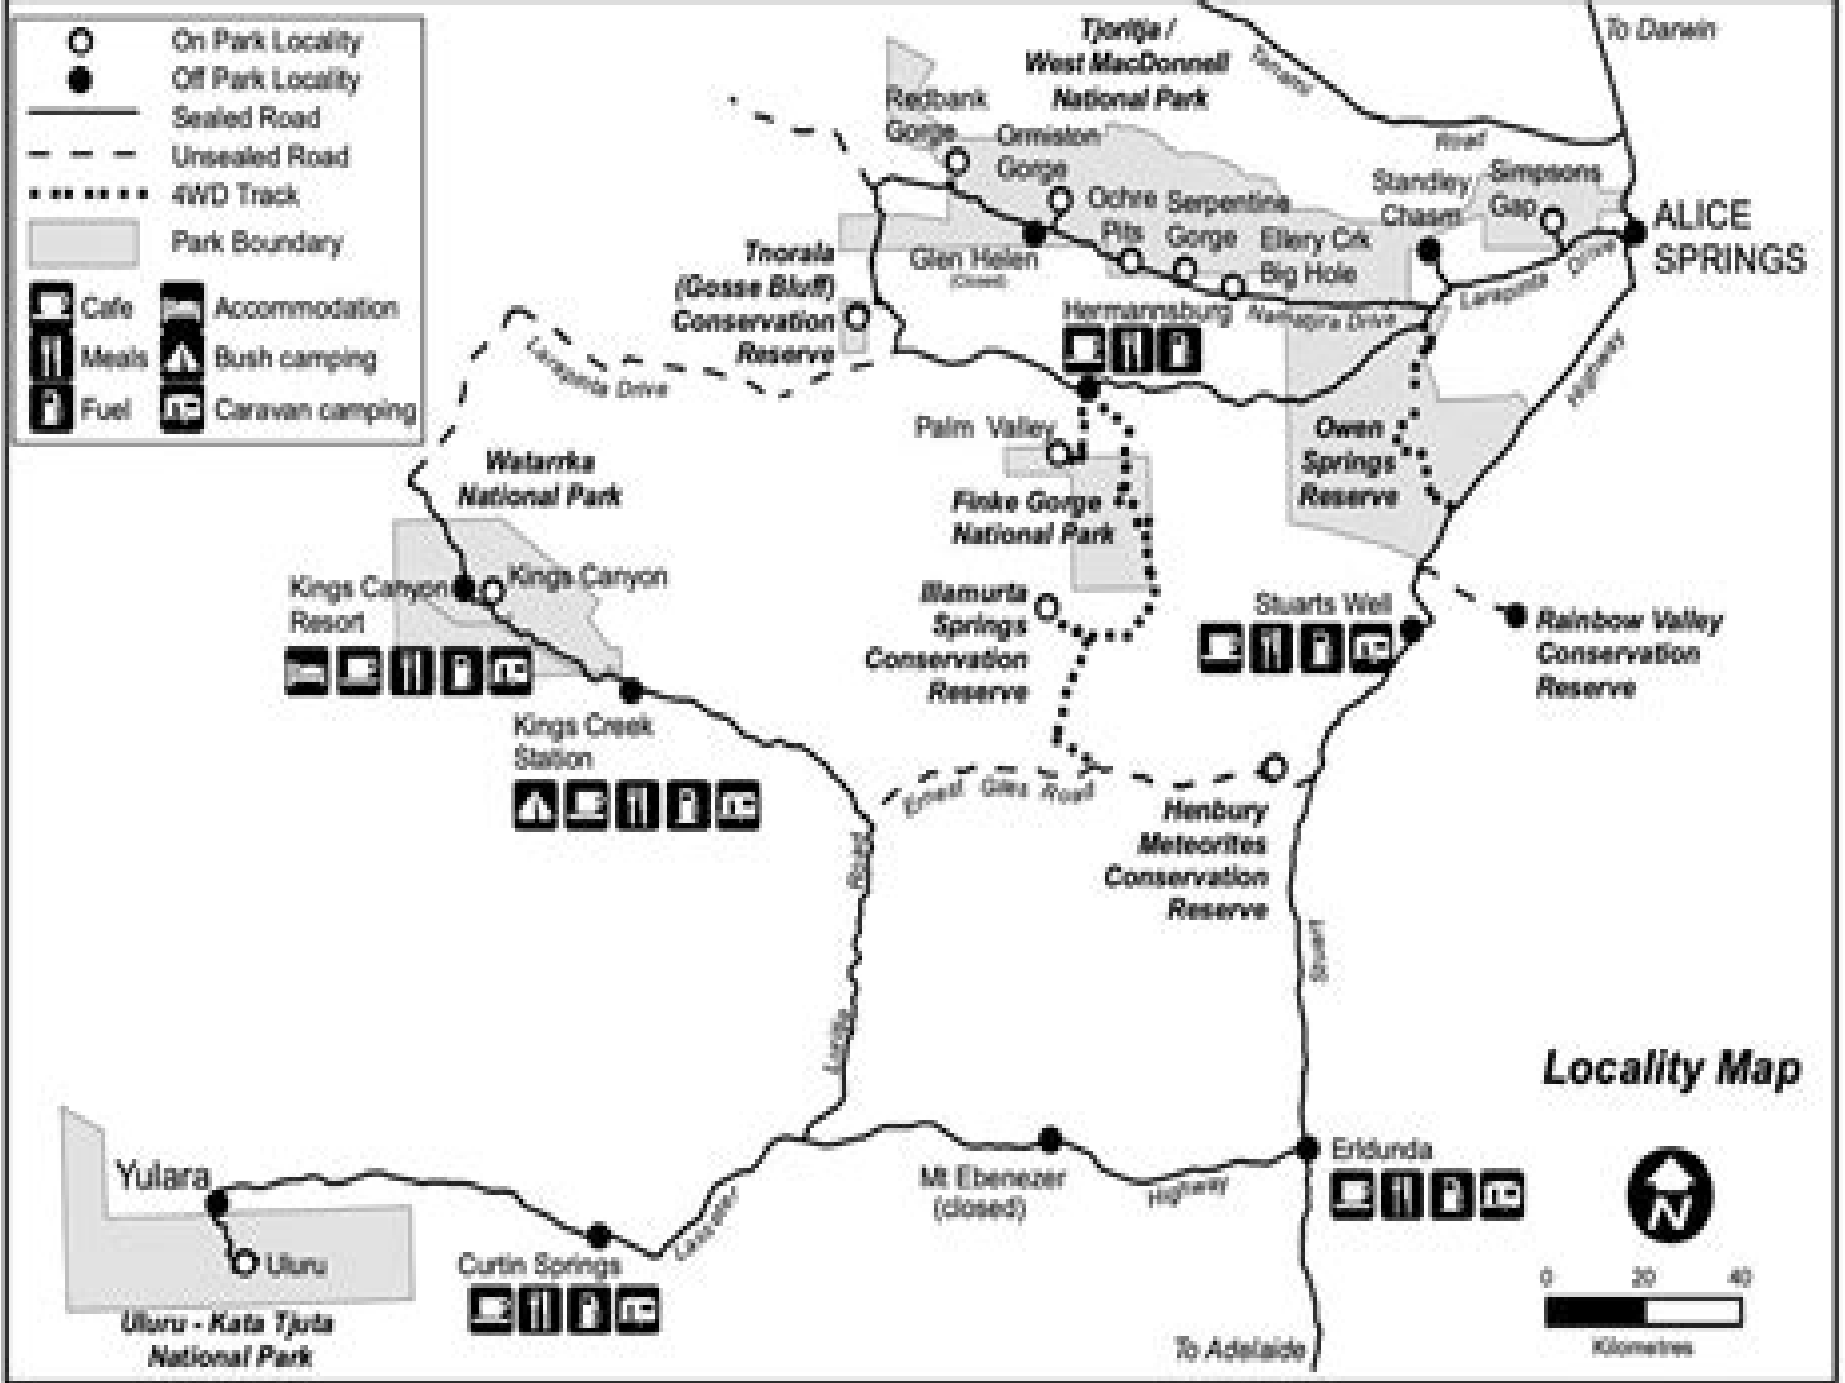 On Park Locality
Off Park Locality
Sealed Road
Unsealed Road
4WD Track
Park Boundary
Cafe
Accommodation
Meals
Bush camping
Fuel
Caravan camping
To Darwin
Tjoritja /
West MacDonnell
National Park
Tanami
Road
Redbank
Gorge
Ormiston
Gorge
Ochre
Pits
Serpentine
Gorge
Ellery Crk
Big Hole
Standley
Chasm
Simpsons
Gap
ALICE
SPRINGS
Glen Helen
(Closed)
Larapinta Drive
Namatjira Drive
Tnorala
(Gosse Bluff)
Conservation
Reserve
Hermannsburg
Larapinta Drive
Highway
Palm Valley
Owen
Springs
Reserve
Watarrka
National Park
Finke Gorge
National Park
Kings Canyon
Resort
Kings Canyon
Illamurta
Springs
Conservation
Reserve
Stuarts Well
Rainbow Valley
Conservation
Reserve
Kings Creek
Station
Ernest Giles Road
Henbury
Meteorites
Conservation
Reserve
Luritja Road
Stuart
Locality Map
Yulara
Uluru
Uluru - Kata Tjuta
National Park
Curtin Springs
Lasseter
Highway
Mt Ebenezer
(closed)
Erldunda
N
0 20 40
Kilometres
To Adelaide